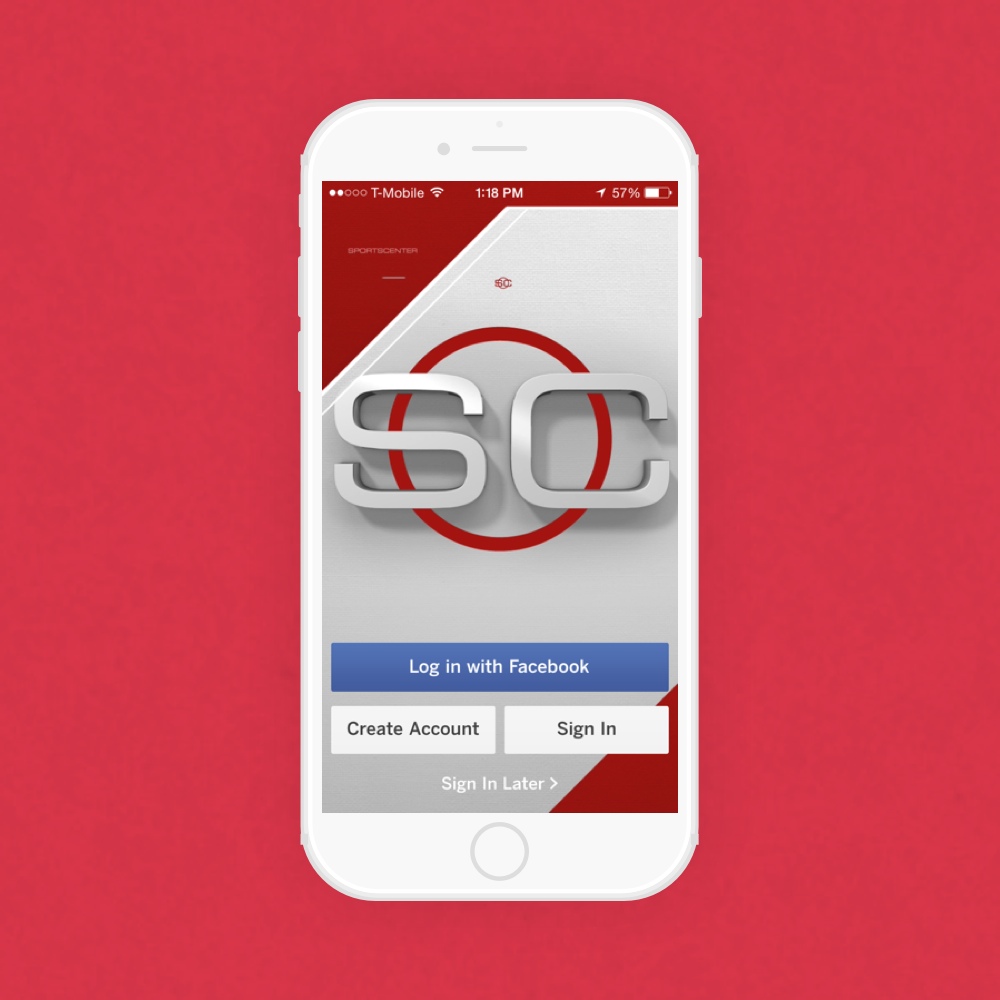 T-Mobile 1:18 PM 57%
SPORTSCENTER
SC
SC
Log in with Facebook
Create Account Sign In
Sign In Later >